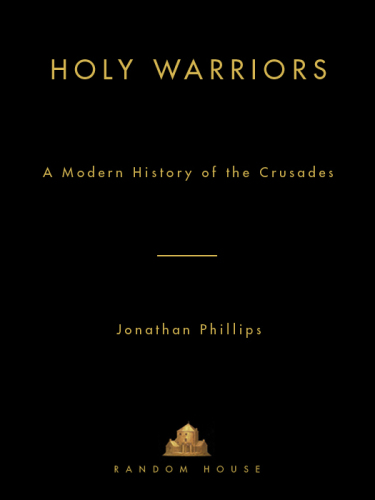 HOLY WARRIORS
A Modern History of the Crusades
Jonathan Phillips
RANDOM HOUSE